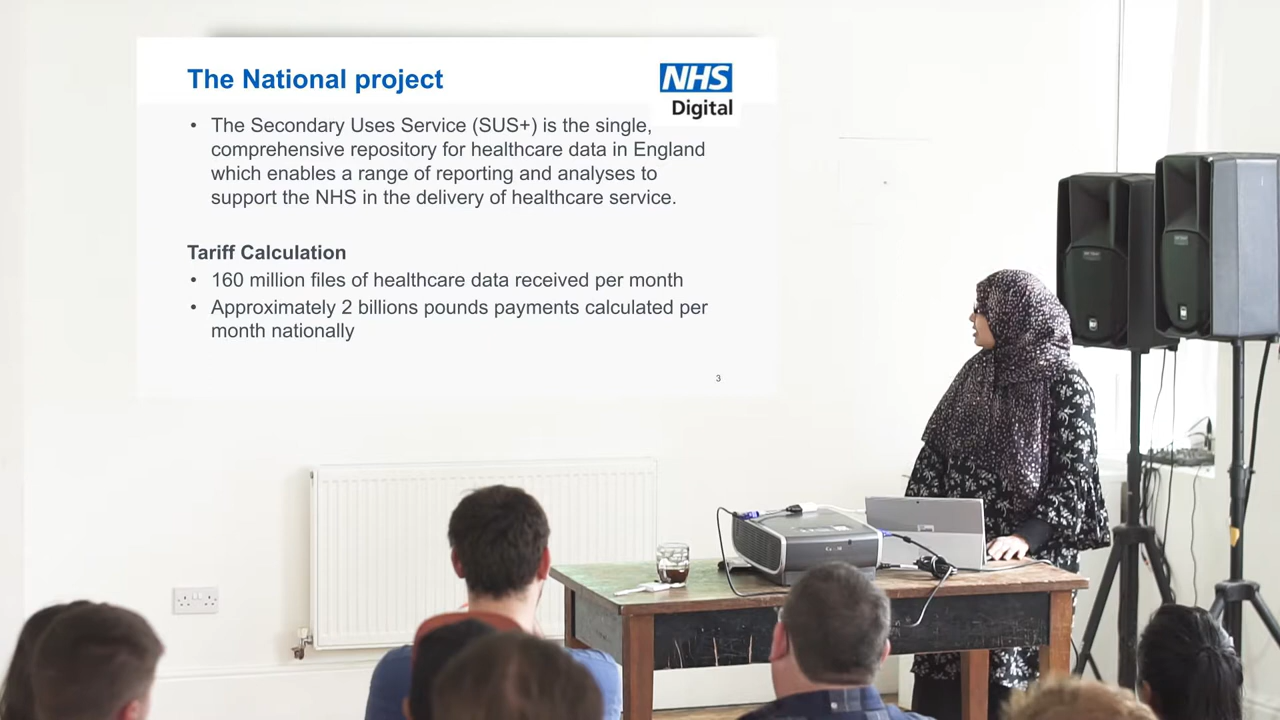 The National project
NHS
Digital
• The Secondary Uses Service (SUS+) is the single,
comprehensive repository for healthcare data in England
which enables a range of reporting and analyses to
support the NHS in the delivery of healthcare service.
Tariff Calculation
• 160 million files of healthcare data received per month
• Approximately 2 billions pounds payments calculated per
month nationally
3